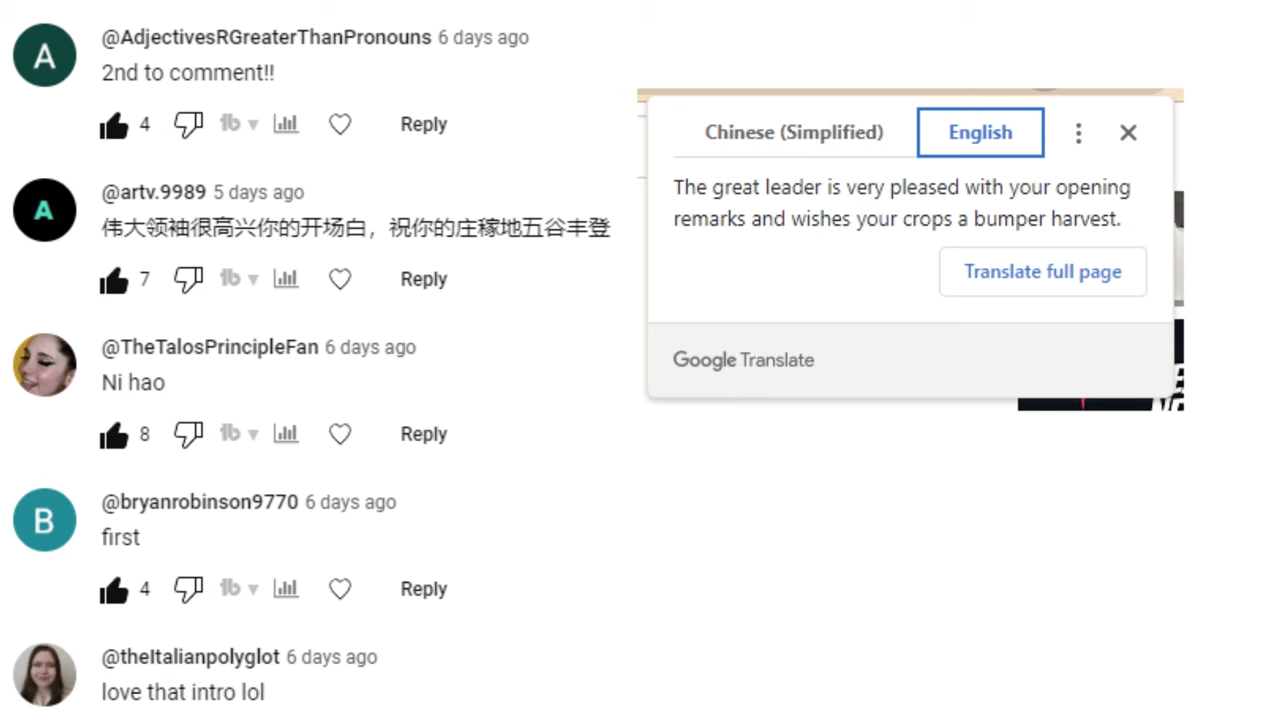 @AdjectivesRGreaterThanPronouns 6 days ago
2nd to comment!!
4 Reply
@artv.9989 5 days ago
伟大领袖很高兴你的开场白，祝你的庄稼地五谷丰登
7 Reply
@TheTalosPrincipleFan 6 days ago
Ni hao
8 Reply
@bryanrobinson9770 6 days ago
first
4 Reply
@theItalianpolyglot 6 days ago
love that intro lol
Chinese (Simplified) English
The great leader is very pleased with your opening
remarks and wishes your crops a bumper harvest.
Translate full page
Google Translate
A
A
B